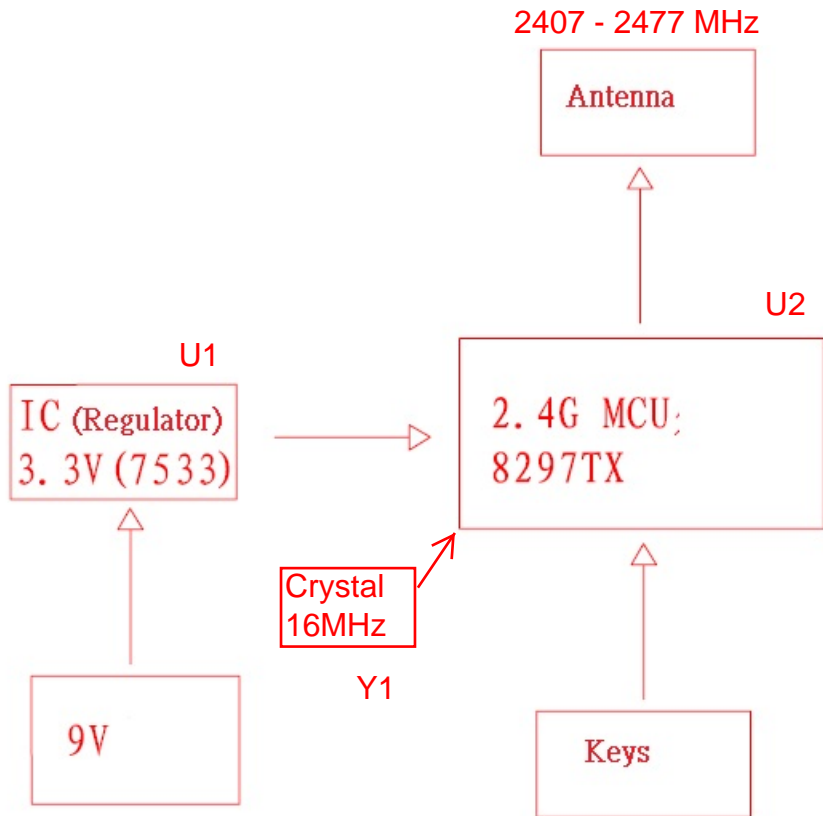 2407 - 2477 MHz
Antenna
U2
U1
IC (Regulator)
3.3V(7533)
2.4G MCU;
8297TX
Crystal
16MHz
Y1
9V
Keys